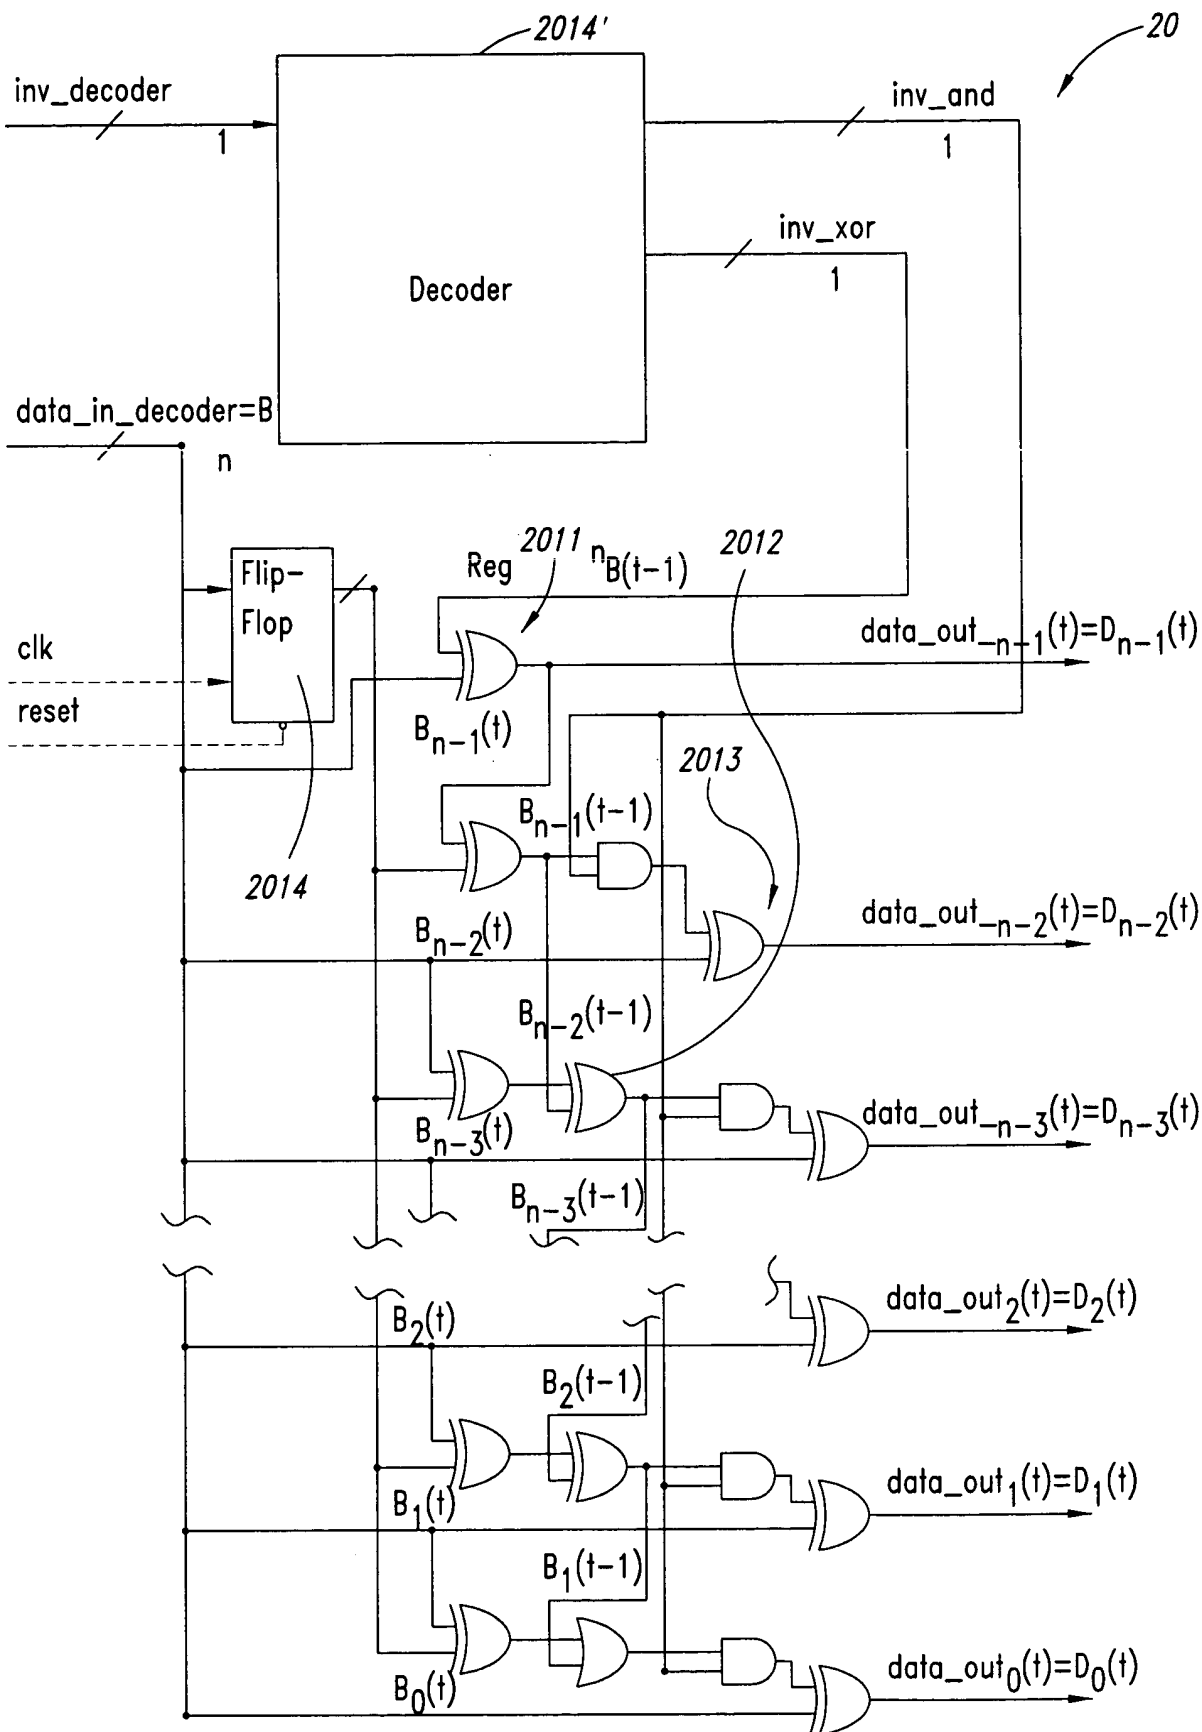 2014'
20
inv_decoder
1
inv_and
1
inv_xor
1
Decoder
data_in_decoder=B
n
Flip-
Flop
Reg
2011
n
B(t-1)
2012
clk
reset
data_out_n-1(t)=Dn-1(t)
Bn-1(t)
2013
Bn-1(t-1)
2014
Bn-2(t)
data_out_n-2(t)=Dn-2(t)
Bn-2(t-1)
Bn-3(t)
data_out_n-3(t)=Dn-3(t)
Bn-3(t-1)
B2(t)
data_out2(t)=D2(t)
B2(t-1)
B1(t)
data_out1(t)=D1(t)
B1(t-1)
B0(t)
data_out0(t)=D0(t)